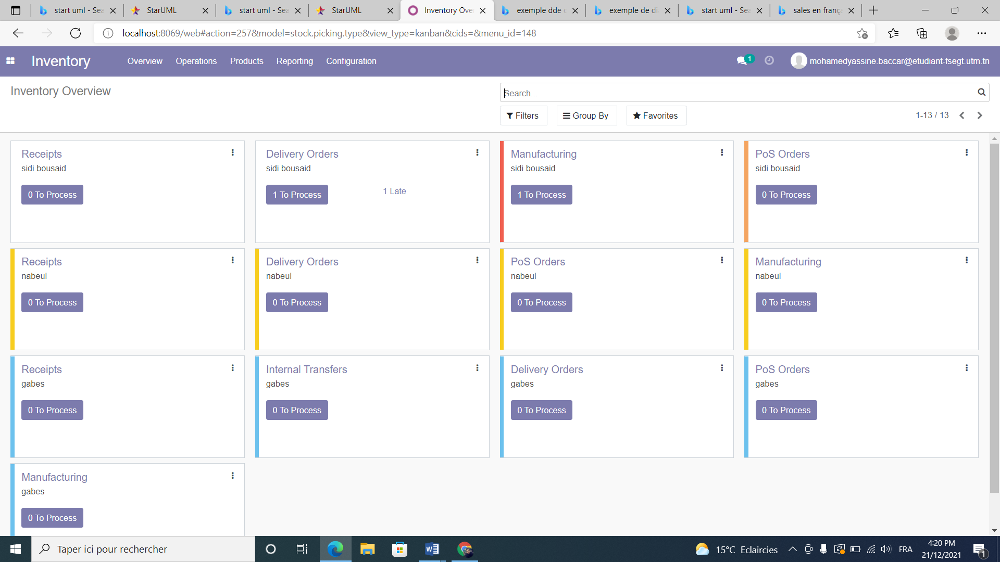 start uml - Sea
StarUML
start uml - Sea
StarUML
Inventory Over
exemple dde c
exemple de di
start uml - Sea
sales en frança
localhost:8069/web#action=257&model=stock.picking.type&view_type=kanban&cids=&menu_id=148
Inventory
Overview
Operations
Products
Reporting
Configuration
1
mohamedyassine.baccar@etudiant-fsegt.utm.tn
Inventory Overview
Search...
Filters
Group By
Favorites
1-13 / 13
Receipts
sidi bousaid
0 To Process
Delivery Orders
sidi bousaid
1 To Process
1 Late
Manufacturing
sidi bousaid
1 To Process
PoS Orders
sidi bousaid
0 To Process
Receipts
nabeul
0 To Process
Delivery Orders
nabeul
0 To Process
PoS Orders
nabeul
0 To Process
Manufacturing
nabeul
0 To Process
Receipts
gabes
0 To Process
Internal Transfers
gabes
0 To Process
Delivery Orders
gabes
0 To Process
PoS Orders
gabes
0 To Process
Manufacturing
gabes
0 To Process
Taper ici pour rechercher
15°C Eclaircies
FRA
4:20 PM
21/12/2021
1